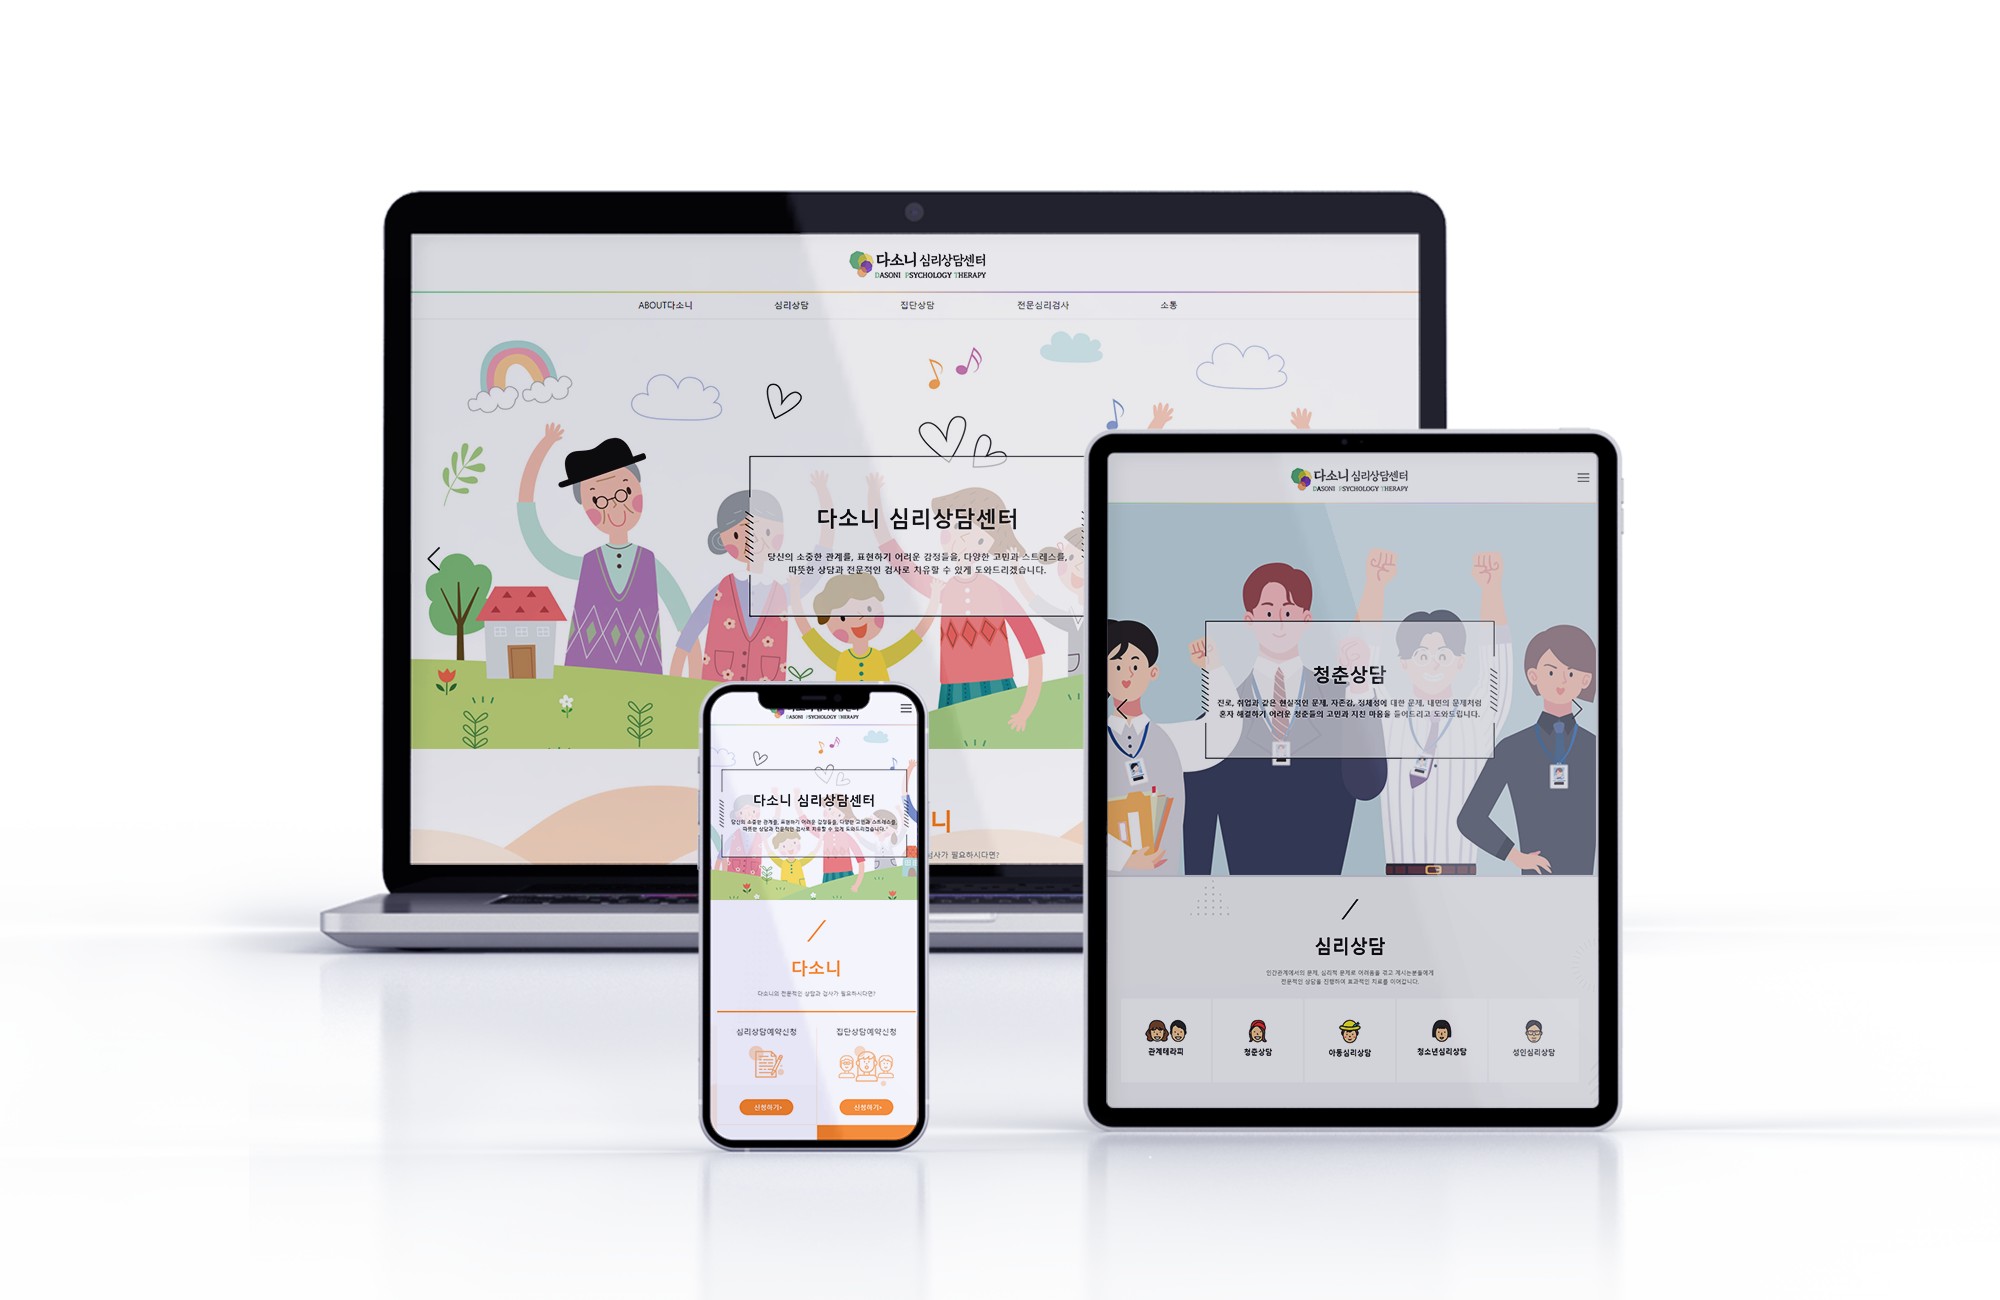 다소니 심리상담센터
DASONI PSYCHOLOGY THERAPY
ABOUT다소니
심리상담
집단상담
전문심리검사
소통
다소니 심리상담센터
당신의 소중한 관계를, 표현하기 어려운 감정들을, 다양한 고민과 스트레스를,
따뜻한 상담과 전문적인 검사로 치유할 수 있게 도와드리겠습니다.
니
검사가 필요하시다면?
다소니 심리상담센터
DASONI PSYCHOLOGY THERAPY
다소니 심리상담센터
당신의 소중한 관계를, 표현하기 어려운 감정들을, 다양한 고민과 스트레스를,
따뜻한 상담과 전문적인 검사로 치유할 수 있게 도와드리겠습니다.
다소니
다소니의 전문적인 상담과 검사가 필요하시다면?
심리상담예약신청
신청하기>
집단상담예약신청
신청하기>
다소니 심리상담센터
DASONI PSYCHOLOGY THERAPY
청춘상담
진로, 취업과 같은 현실적인 문제, 자존감, 정체성에 대한 문제, 내면의 문제처럼
혼자 해결하기 어려운 청춘들의 고민과 지친 마음을 들어드리고 도와드립니다.
심리상담
인간관계에서의 문제, 심리적 문제로 어려움을 겪고 계시는분들에게
전문적인 상담을 진행하여 효과적인 치료를 이어갑니다.
관계테라피
청춘상담
아동심리상담
청소년심리상담
성인심리상담